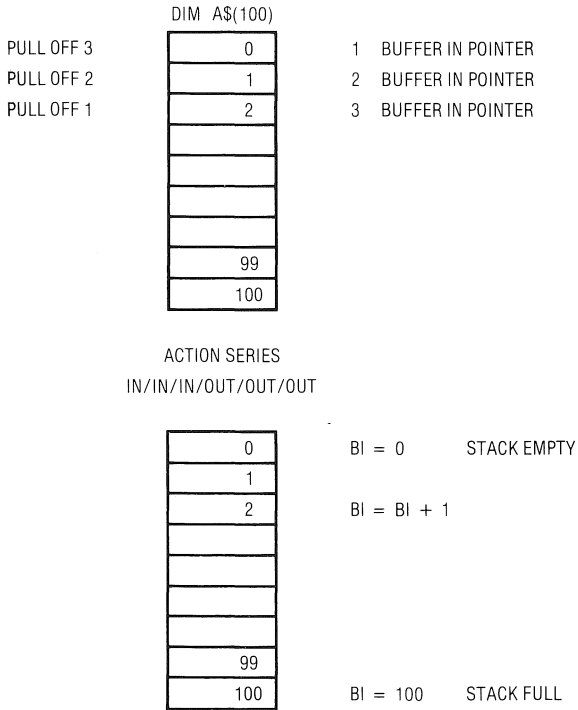 DIM A$(100)
PULL OFF 3 0 1 BUFFER IN POINTER
PULL OFF 2 1 2 BUFFER IN POINTER
PULL OFF 1 2 3 BUFFER IN POINTER
99
100
ACTION SERIES
IN/IN/IN/OUT/OUT/OUT
0 BI = 0 STACK EMPTY
1
2 BI = BI + 1
99
100 BI = 100 STACK FULL